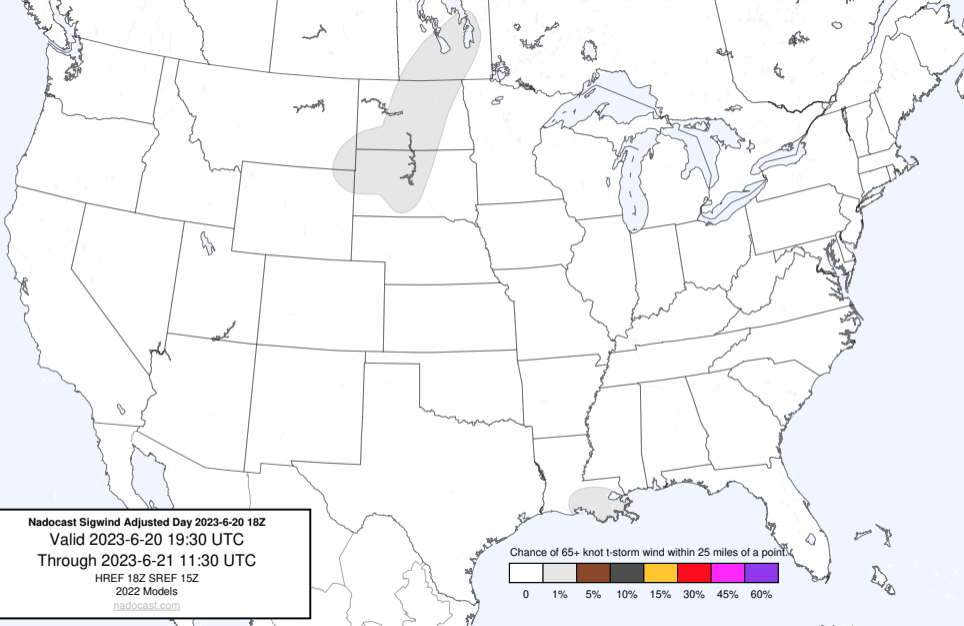 Nadocast Sigwind Adjusted Day 2023-6-20 18Z
Valid 2023-6-20 19:30 UTC
Through 2023-6-21 11:30 UTC
HREF 18Z SREF 15Z
2022 Models
nadocast.com
Chance of 65+ knot t-storm wind within 25 miles of a point.
0 1% 5% 10% 15% 30% 45% 60%